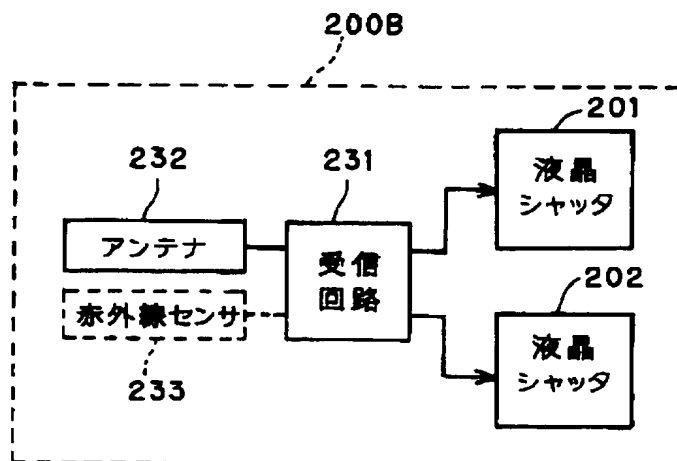 200B
201
232
231
液晶
シャッタ
アンテナ
受信
回路
202
赤外線センサ
液晶
シャッタ
233